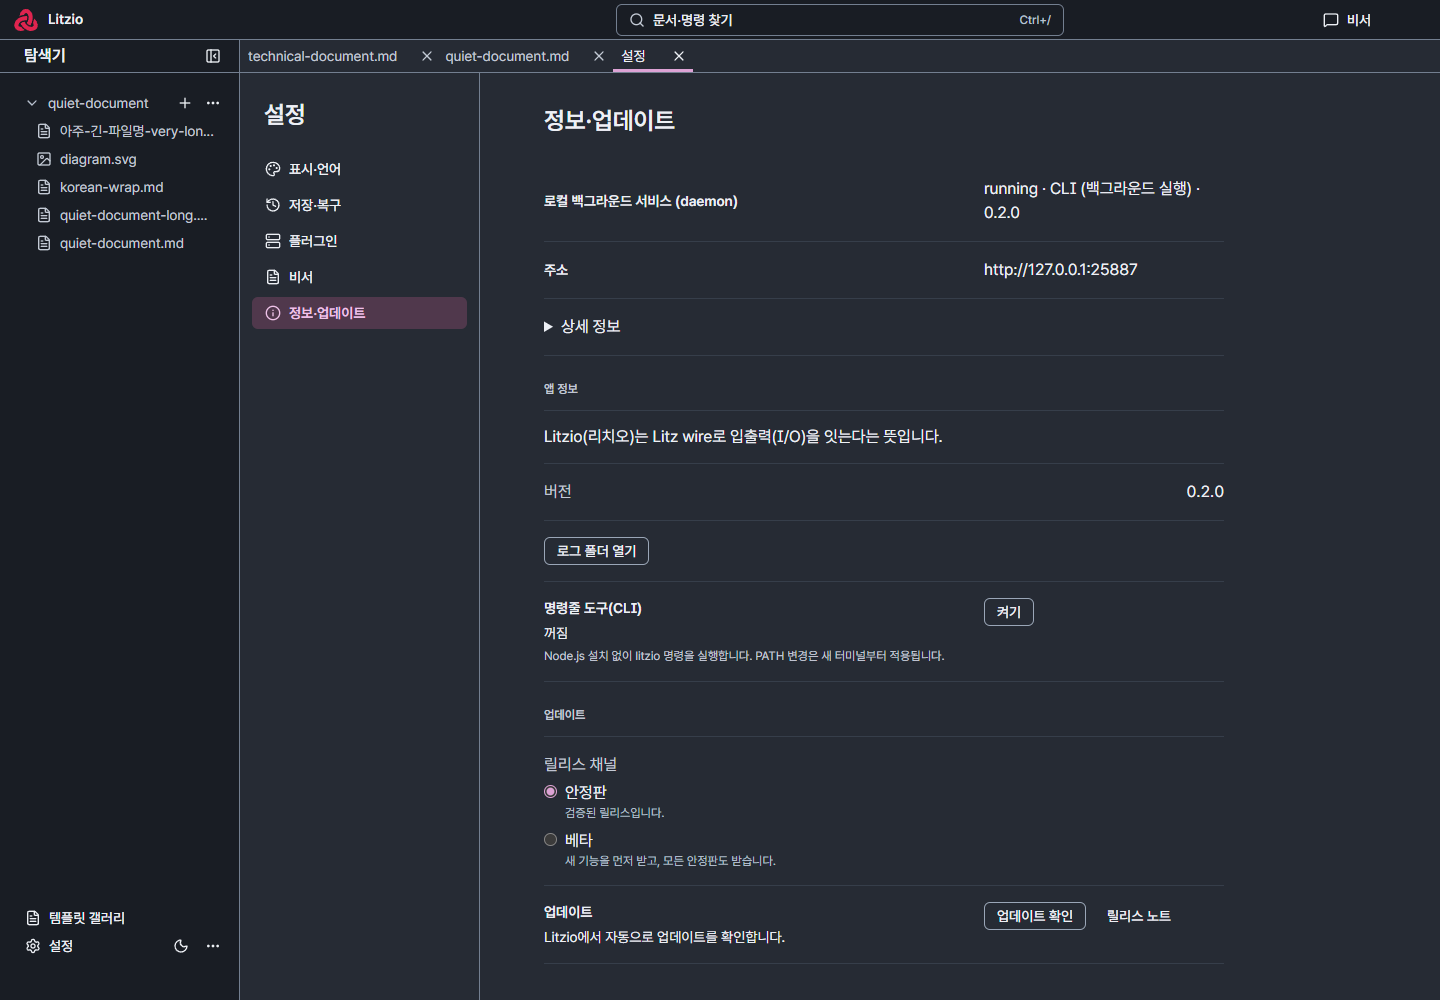 Litzio
문서·명령 찾기
Ctrl+/
비서
탐색기
technical-document.md
quiet-document.md
설정
quiet-document
아주-긴-파일명-very-lon...
diagram.svg
korean-wrap.md
quiet-document-long....
quiet-document.md
템플릿 갤러리
설정
설정
표시·언어
저장·복구
플러그인
비서
정보·업데이트
정보·업데이트
로컬 백그라운드 서비스 (daemon)
running · CLI (백그라운드 실행) ·
0.2.0
주소
http://127.0.0.1:25887
상세 정보
앱 정보
Litzio(리치오)는 Litz wire로 입출력(I/O)을 잇는다는 뜻입니다.
버전
0.2.0
로그 폴더 열기
명령줄 도구(CLI)
켜기
꺼짐
Node.js 설치 없이 litzio 명령을 실행합니다. PATH 변경은 새 터미널부터 적용됩니다.
업데이트
릴리스 채널
안정판
검증된 릴리스입니다.
베타
새 기능을 먼저 받고, 모든 안정판도 받습니다.
업데이트
업데이트 확인
릴리스 노트
Litzio에서 자동으로 업데이트를 확인합니다.